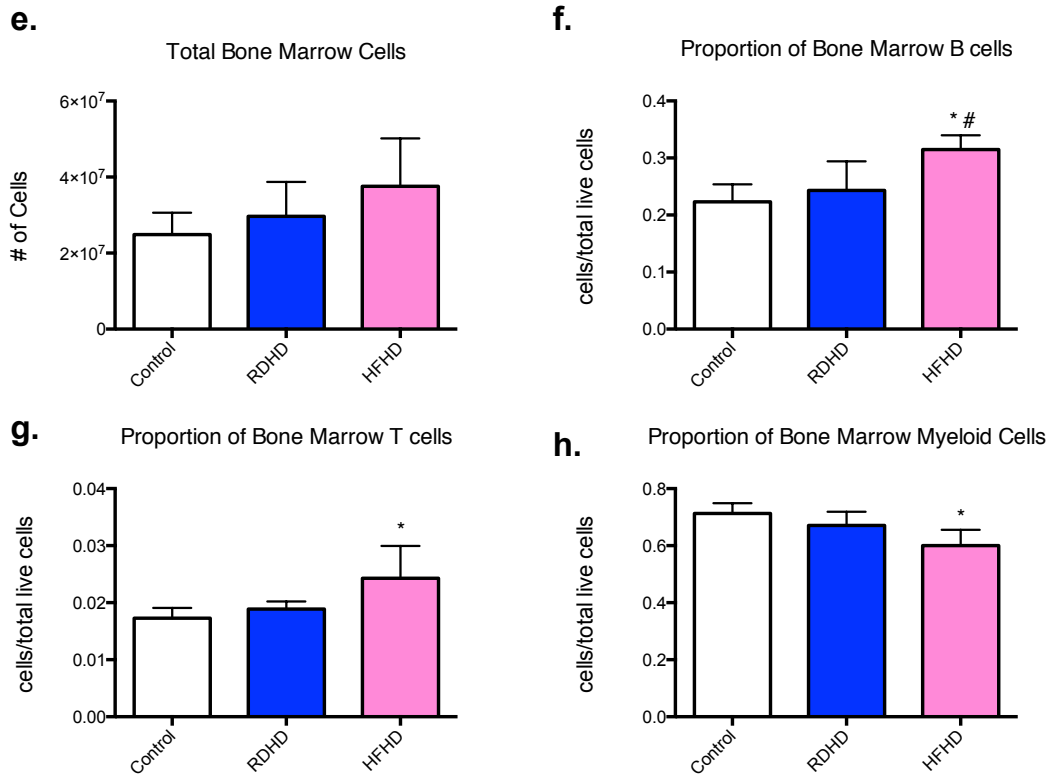 e.
Total Bone Marrow Cells
# of Cells
6×10⁷
4×10⁷
2×10⁷
0
Control
RDHD
HFHD
f.
Proportion of Bone Marrow B cells
cells/total live cells
0.4
0.3
0.2
0.1
0.0
* #
Control
RDHD
HFHD
g.
Proportion of Bone Marrow T cells
cells/total live cells
0.04
0.03
0.02
0.01
0.00
*
Control
RDHD
HFHD
h.
Proportion of Bone Marrow Myeloid Cells
cells/total live cells
0.8
0.6
0.4
0.2
0.0
*
Control
RDHD
HFHD